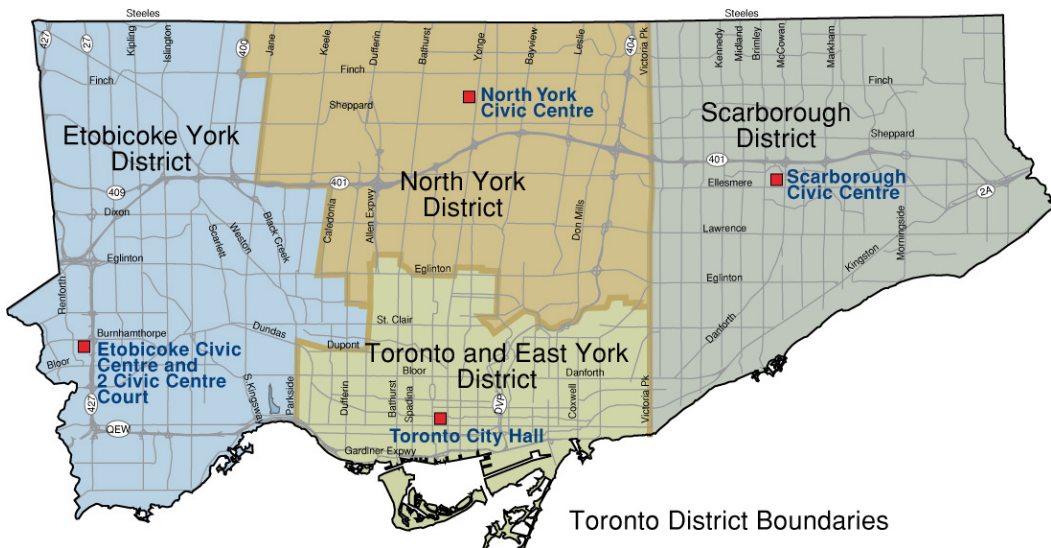 Steeles
Steeles
427
27
Kipling
Islington
400
Jane
Keele
Dufferin
Bathurst
Yonge
Bayview
Leslie
404
Victoria Pk
Kennedy
Midland
Brimley
McCowan
Markham
Finch
Finch
Finch
North York
Civic Centre
Sheppard
Sheppard
Etobicoke York
District
Scarborough
District
North York
District
401
401
409
Ellesmere
Scarborough
Civic Centre
2A
Dixon
Scarlett
Weston
Black Creek
Caledonia
Allen Expwy
Don Mills
Lawrence
Morningside
Kingston
Eglinton
Eglinton
Eglinton
Renforth
Burnhamthorpe
Dundas
St. Clair
Danforth
Bloor
Etobicoke Civic
Centre and
2 Civic Centre
Court
Dupont
Toronto and East York
District
Bloor
Danforth
S Kingsway
Parkside
Dufferin
Bathurst
Spadina
DVP
Coxwell
Victoria Pk
427
QEW
Toronto City Hall
Gardiner Expwy
Toronto District Boundaries